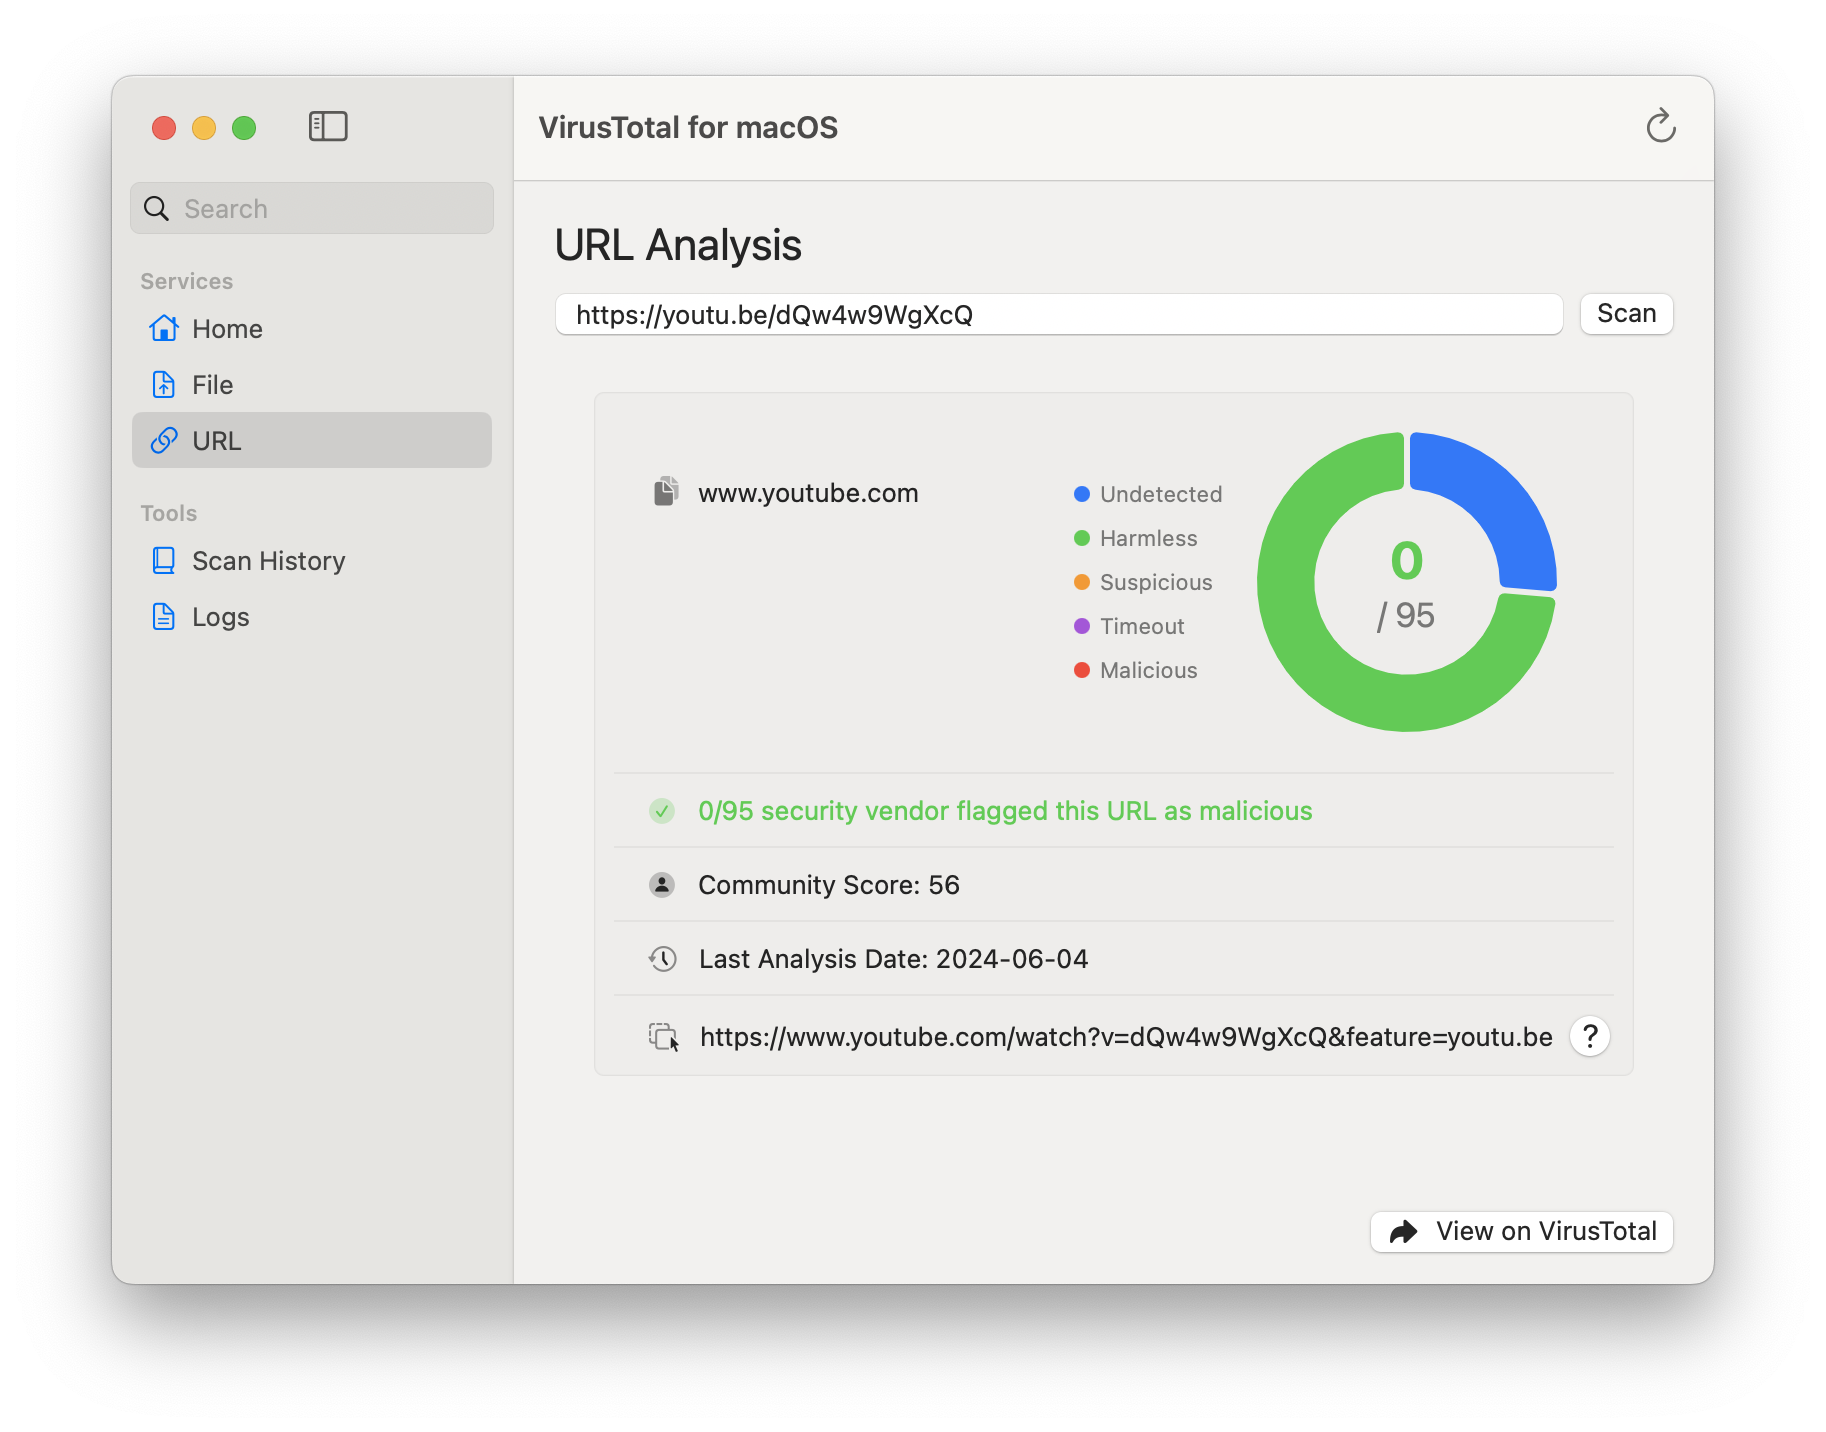 VirusTotal for macOS
Search
Services
Home
File
URL
Tools
Scan History
Logs
URL Analysis
https://youtu.be/dQw4w9WgXcQ
Scan
www.youtube.com
Undetected
Harmless
Suspicious
Timeout
Malicious
0
/ 95
0/95 security vendor flagged this URL as malicious
Community Score: 56
Last Analysis Date: 2024-06-04
https://www.youtube.com/watch?v=dQw4w9WgXcQ&feature=youtu.be
?
View on VirusTotal